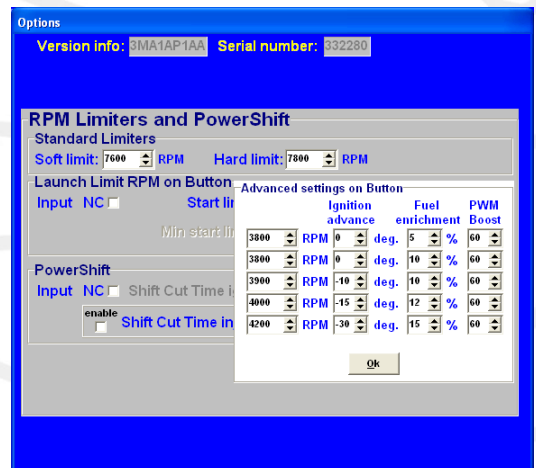 Options
Version info: 3MA1AP1AA Serial number: 332280
RPM Limiters and PowerShift
Standard Limiters
Soft limit: 7600 RPM Hard limit: 7800 RPM
Launch Limit RPM on Button
Input NC Start
Min start
PowerShift
Input NC Shift Cut Time
enable
Shift Cut Time in
Advanced settings on Button
Ignition advance Fuel enrichment PWM Boost
3800 RPM 0 deg. 5 % 60
3800 RPM 0 deg. 10 % 60
3900 RPM -10 deg. 10 % 60
4000 RPM -15 deg. 12 % 60
4200 RPM -30 deg. 15 % 60
Ok